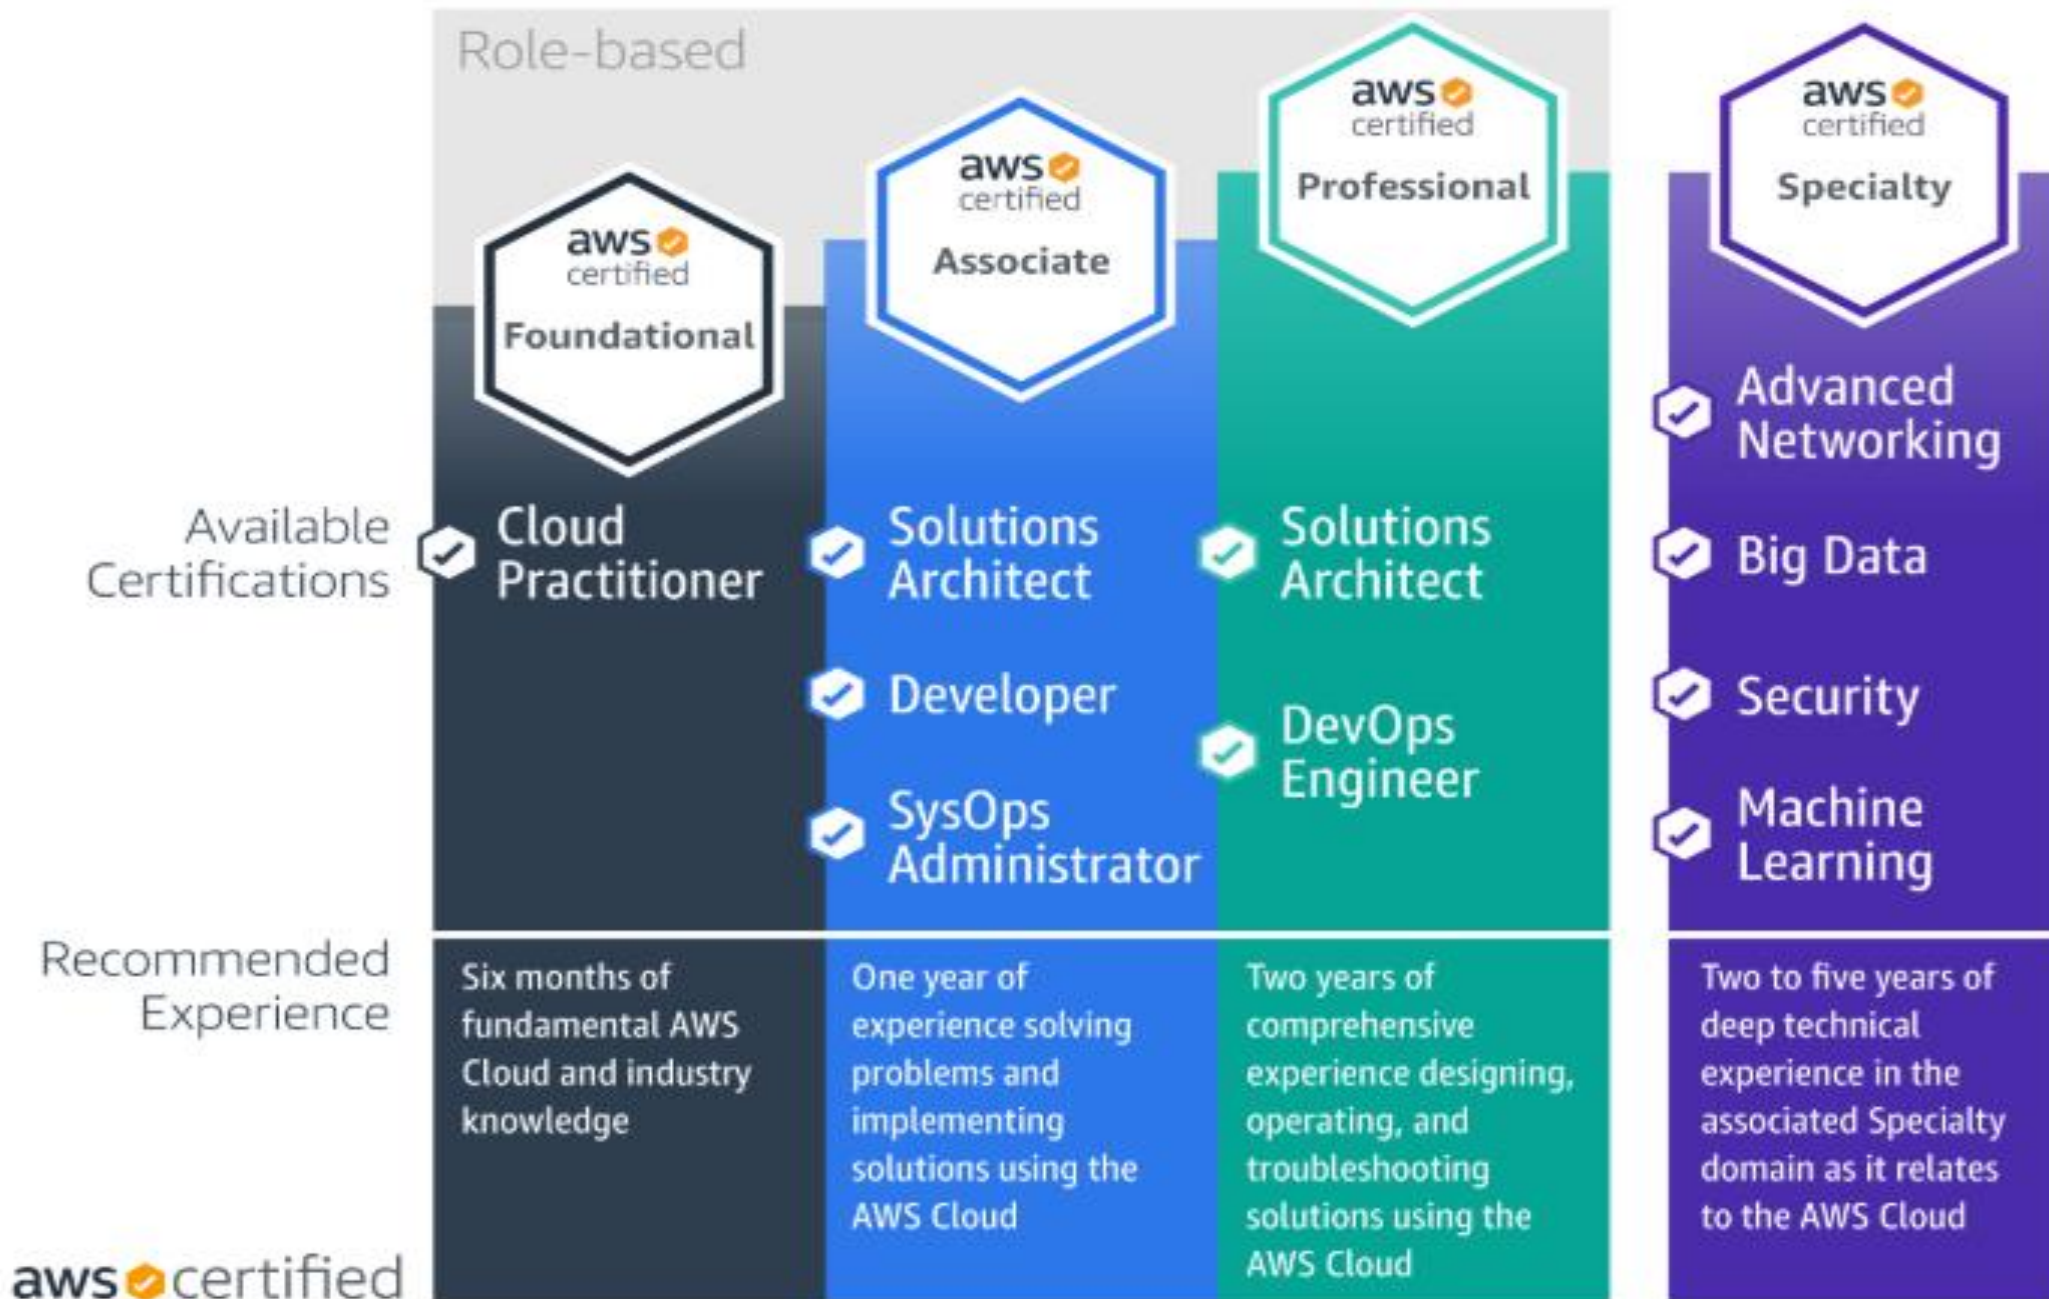 Role-based
aws
certified
Foundational
aws
certified
Associate
aws
certified
Professional
aws
certified
Specialty
Available
Certifications
Cloud
Practitioner
Solutions
Architect
Developer
SysOps
Administrator
Solutions
Architect
DevOps
Engineer
Advanced
Networking
Big Data
Security
Machine
Learning
Recommended
Experience
Six months of
fundamental AWS
Cloud and industry
knowledge
One year of
experience solving
problems and
implementing
solutions using the
AWS Cloud
Two years of
comprehensive
experience designing,
operating, and
troubleshooting
solutions using the
AWS Cloud
Two to five years of
deep technical
experience in the
associated Specialty
domain as it relates
to the AWS Cloud
aws certified